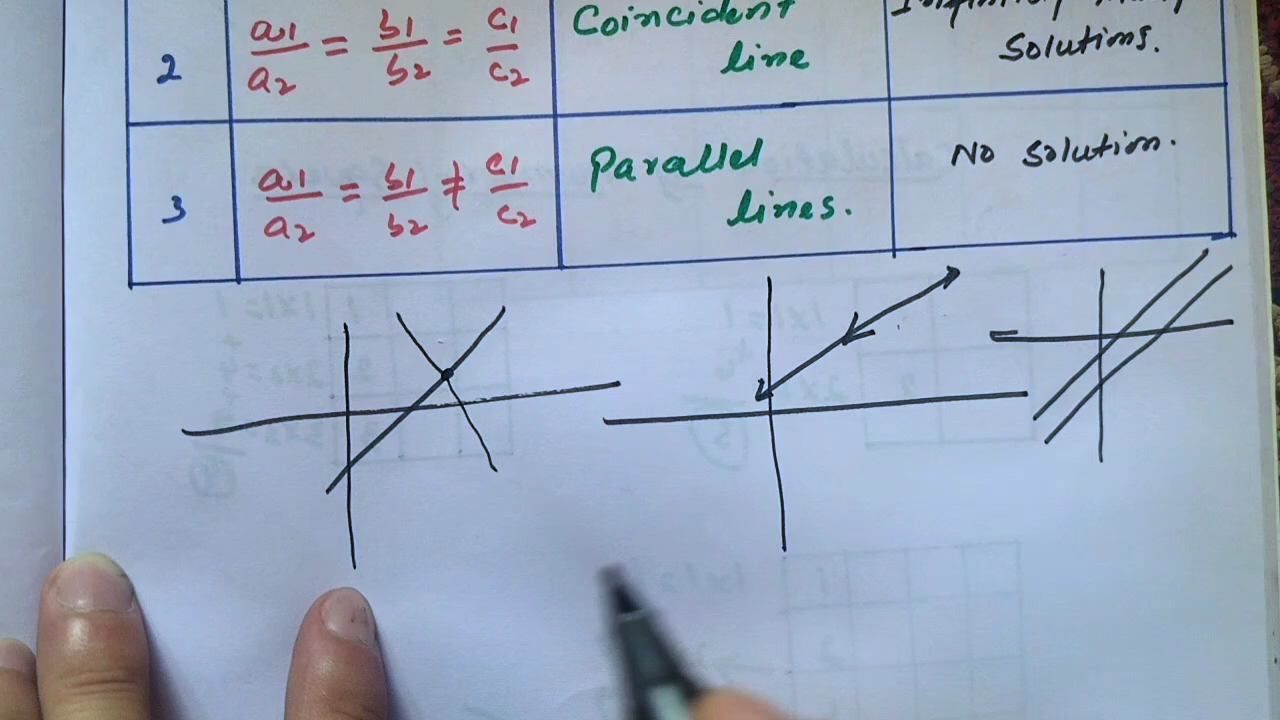 2
a1/a2 = b1/b2 = c1/c2
Coincident
line
Solutions.
3
a1/a2 = b1/b2 ≠ c1/c2
Parallel
lines.
No solution.